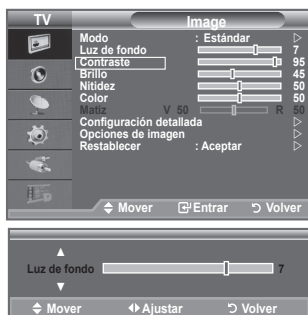 TV Image
Modo : Estándar
Luz de fondo 7
Contraste 95
Brillo 45
Nitidez 50
Color 50
Matiz V 50 R 50
Configuración detallada
Opciones de imagen
Restablecer : Aceptar
Mover Entrar Volver
Luz de fondo 7
Mover Ajustar Volver